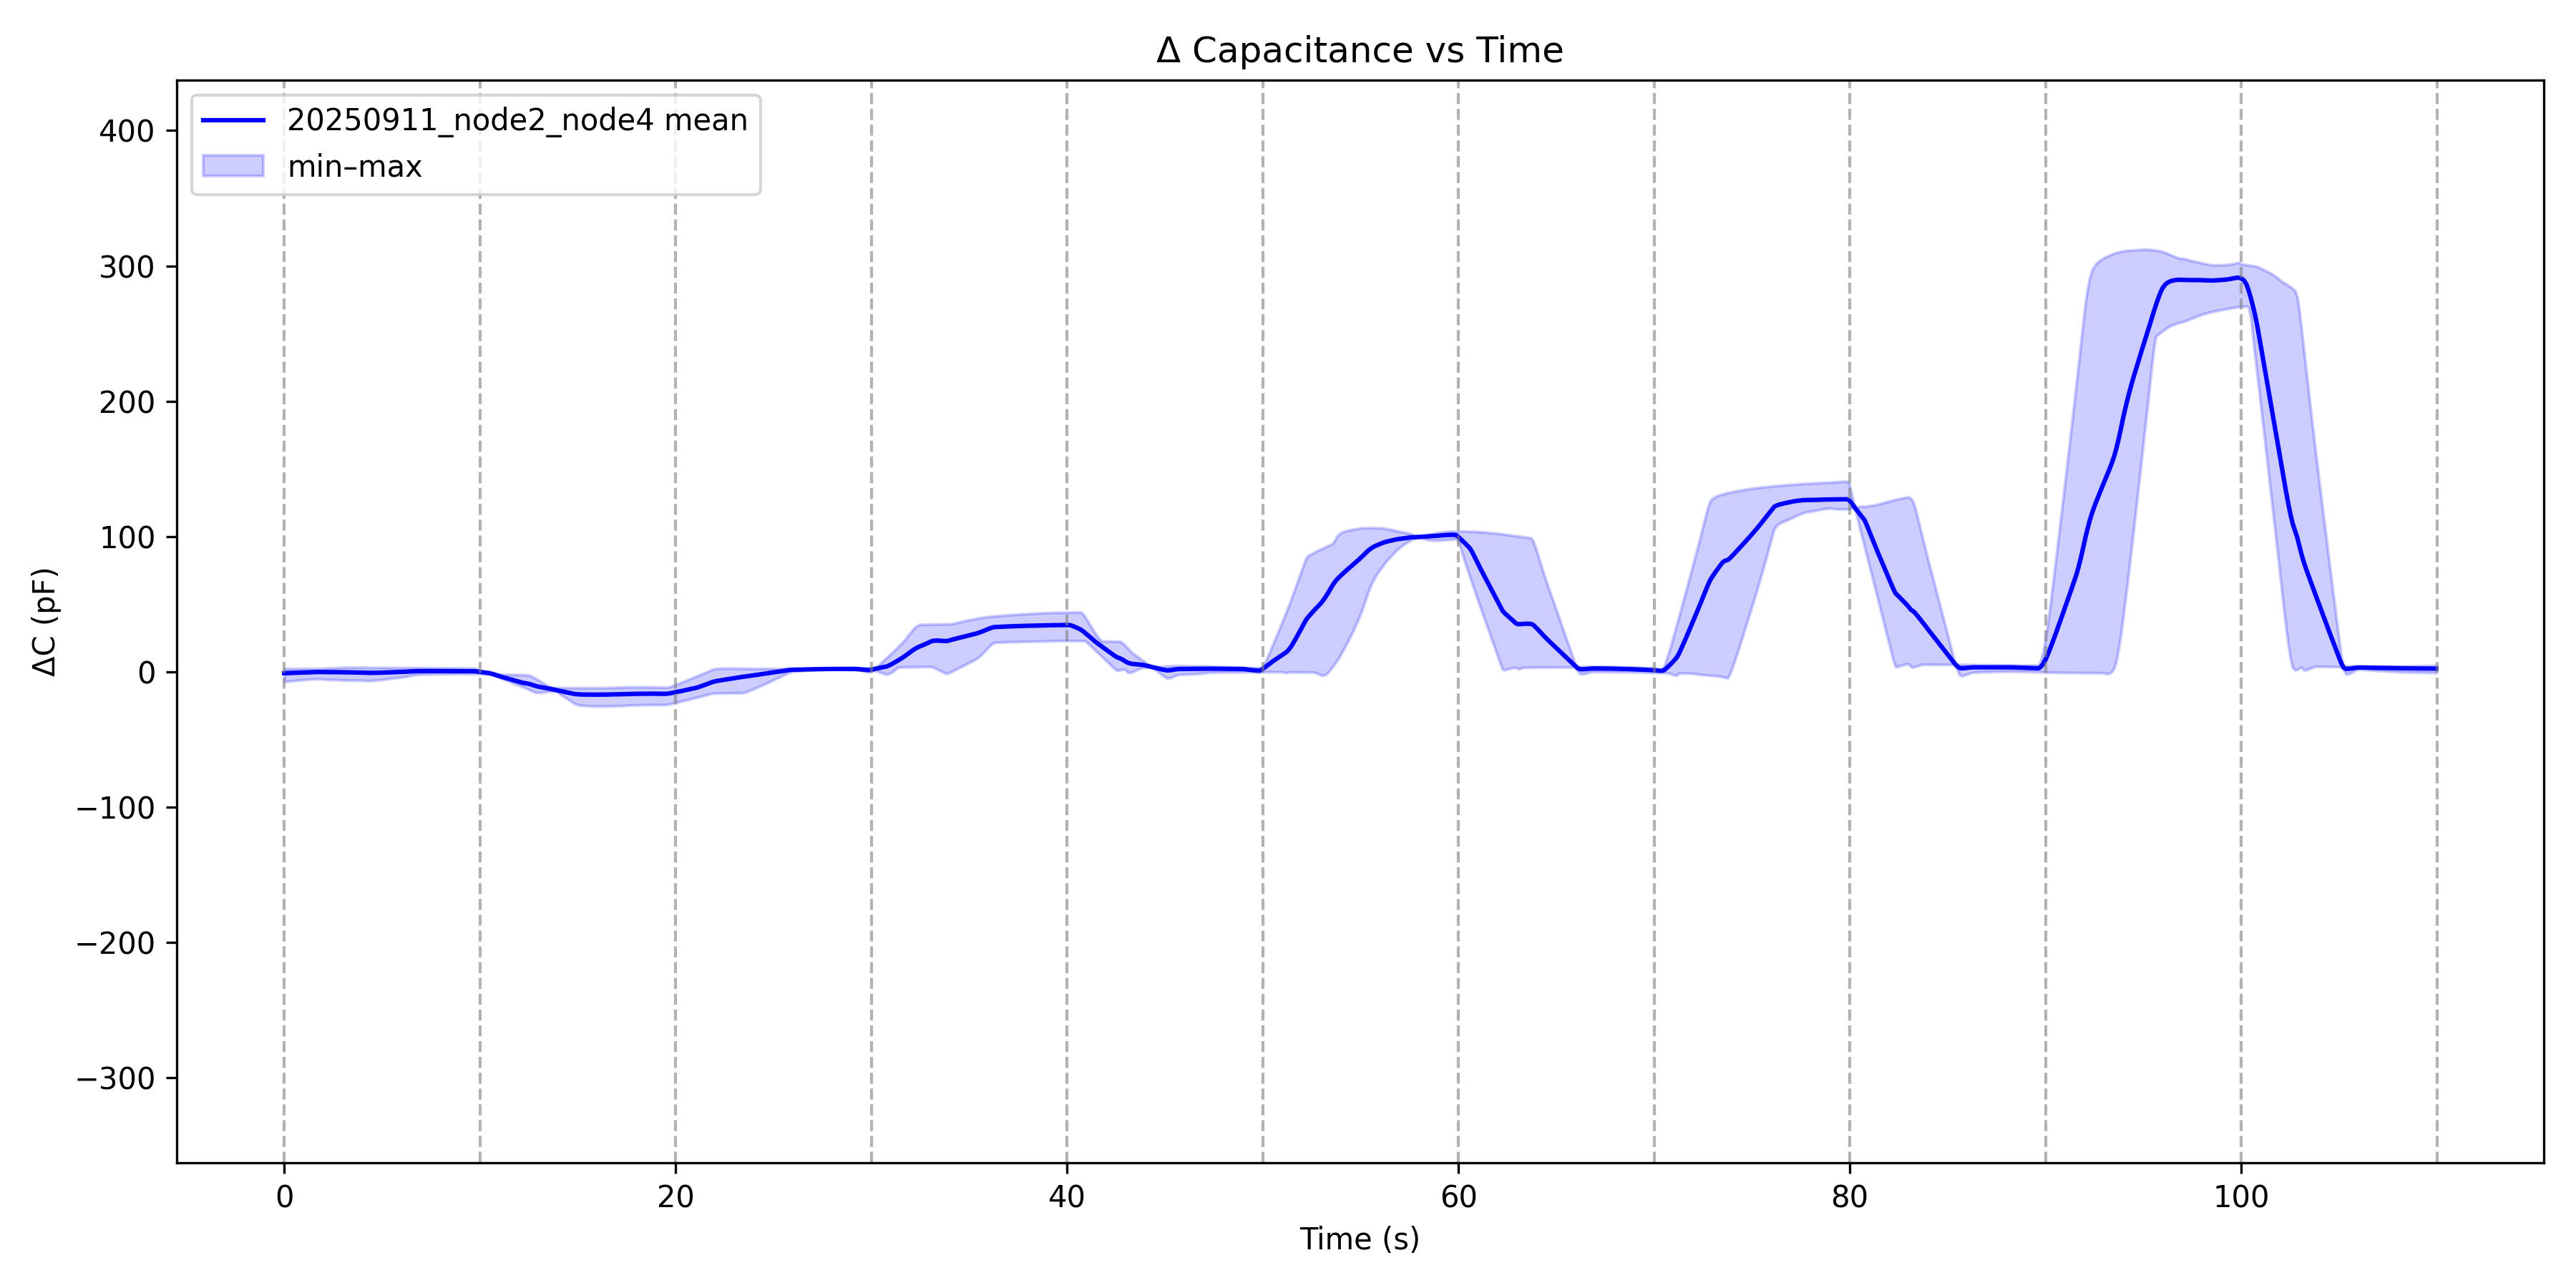 Δ Capacitance vs Time
20250911_node2_node4 mean
min–max
400
300
200
100
0
−100
−200
−300
ΔC (pF)
0 20 40 60 80 100
Time (s)